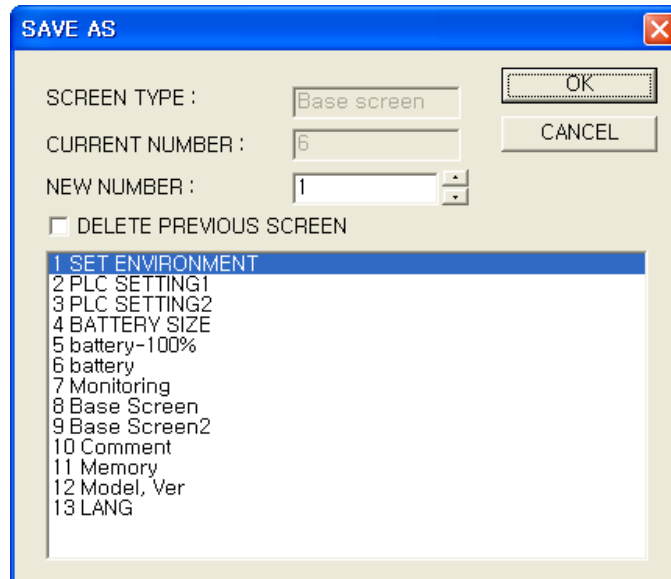 SAVE AS
SCREEN TYPE : Base screen OK
CURRENT NUMBER : 6 CANCEL
NEW NUMBER : 1
DELETE PREVIOUS SCREEN
1 SET ENVIRONMENT
2 PLC SETTING1
3 PLC SETTING2
4 BATTERY SIZE
5 battery-100%
6 battery
7 Monitoring
8 Base Screen
9 Base Screen2
10 Comment
11 Memory
12 Model, Ver
13 LANG